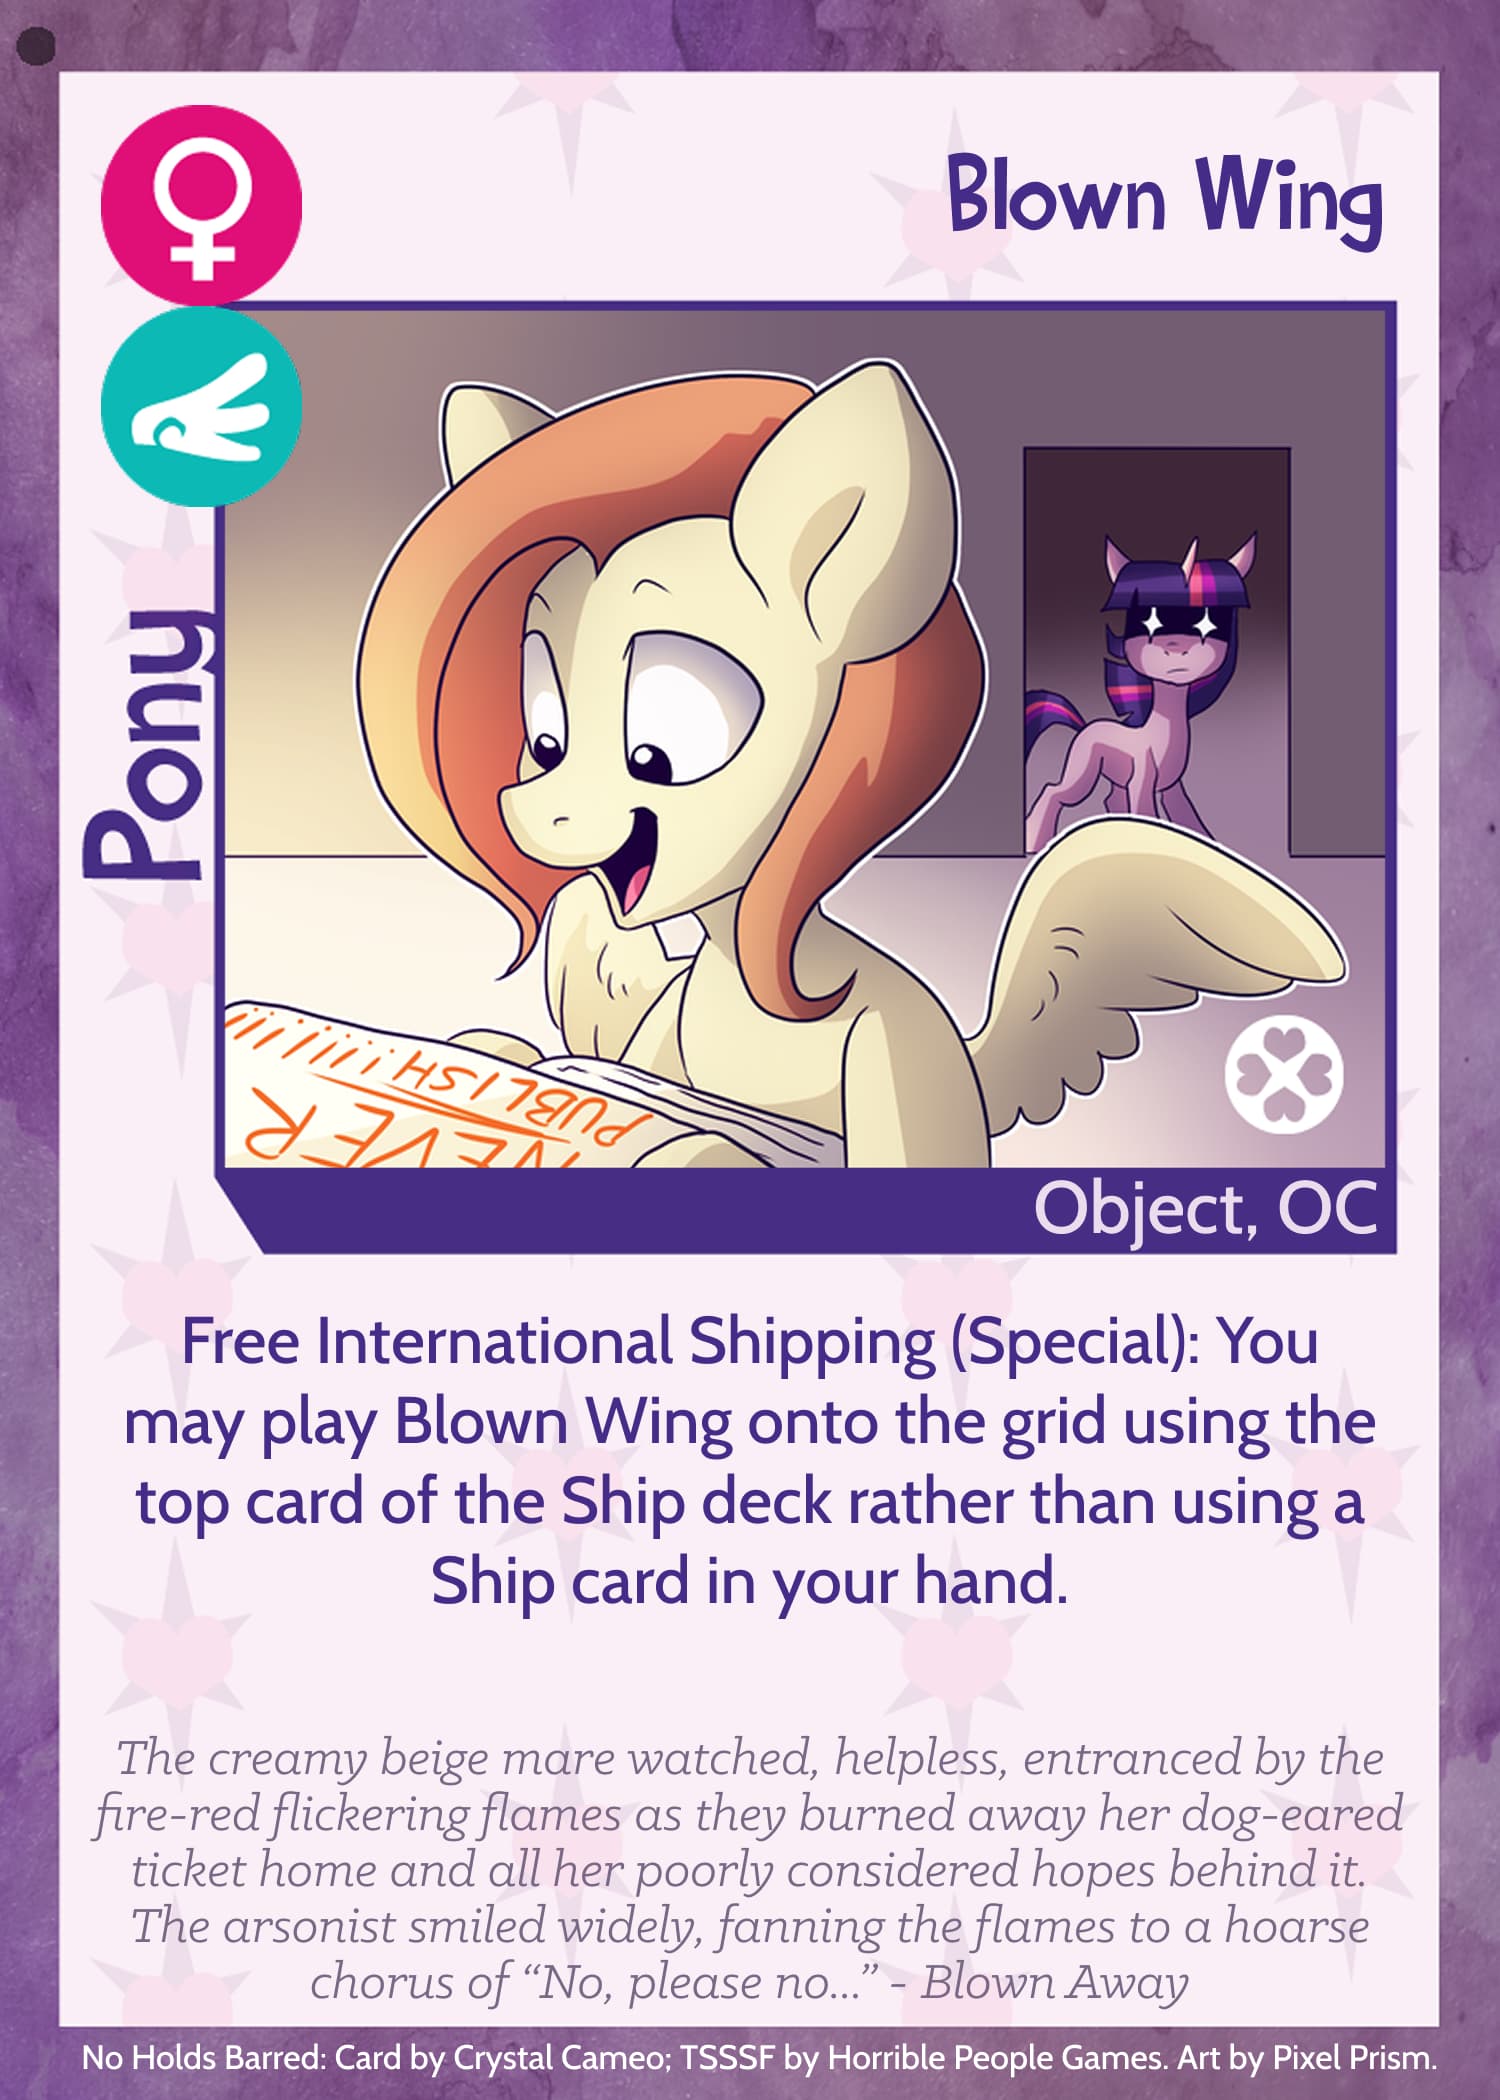 Blown Wing
Pony
NEVER
PUBLISH!!!!!!!!
Object, OC
Free International Shipping (Special): You
may play Blown Wing onto the grid using the
top card of the Ship deck rather than using a
Ship card in your hand.
The creamy beige mare watched, helpless, entranced by the
fire-red flickering flames as they burned away her dog-eared
ticket home and all her poorly considered hopes behind it.
The arsonist smiled widely, fanning the flames to a hoarse
chorus of “No, please no...” - Blown Away
No Holds Barred: Card by Crystal Cameo; TSSSF by Horrible People Games. Art by Pixel Prism.